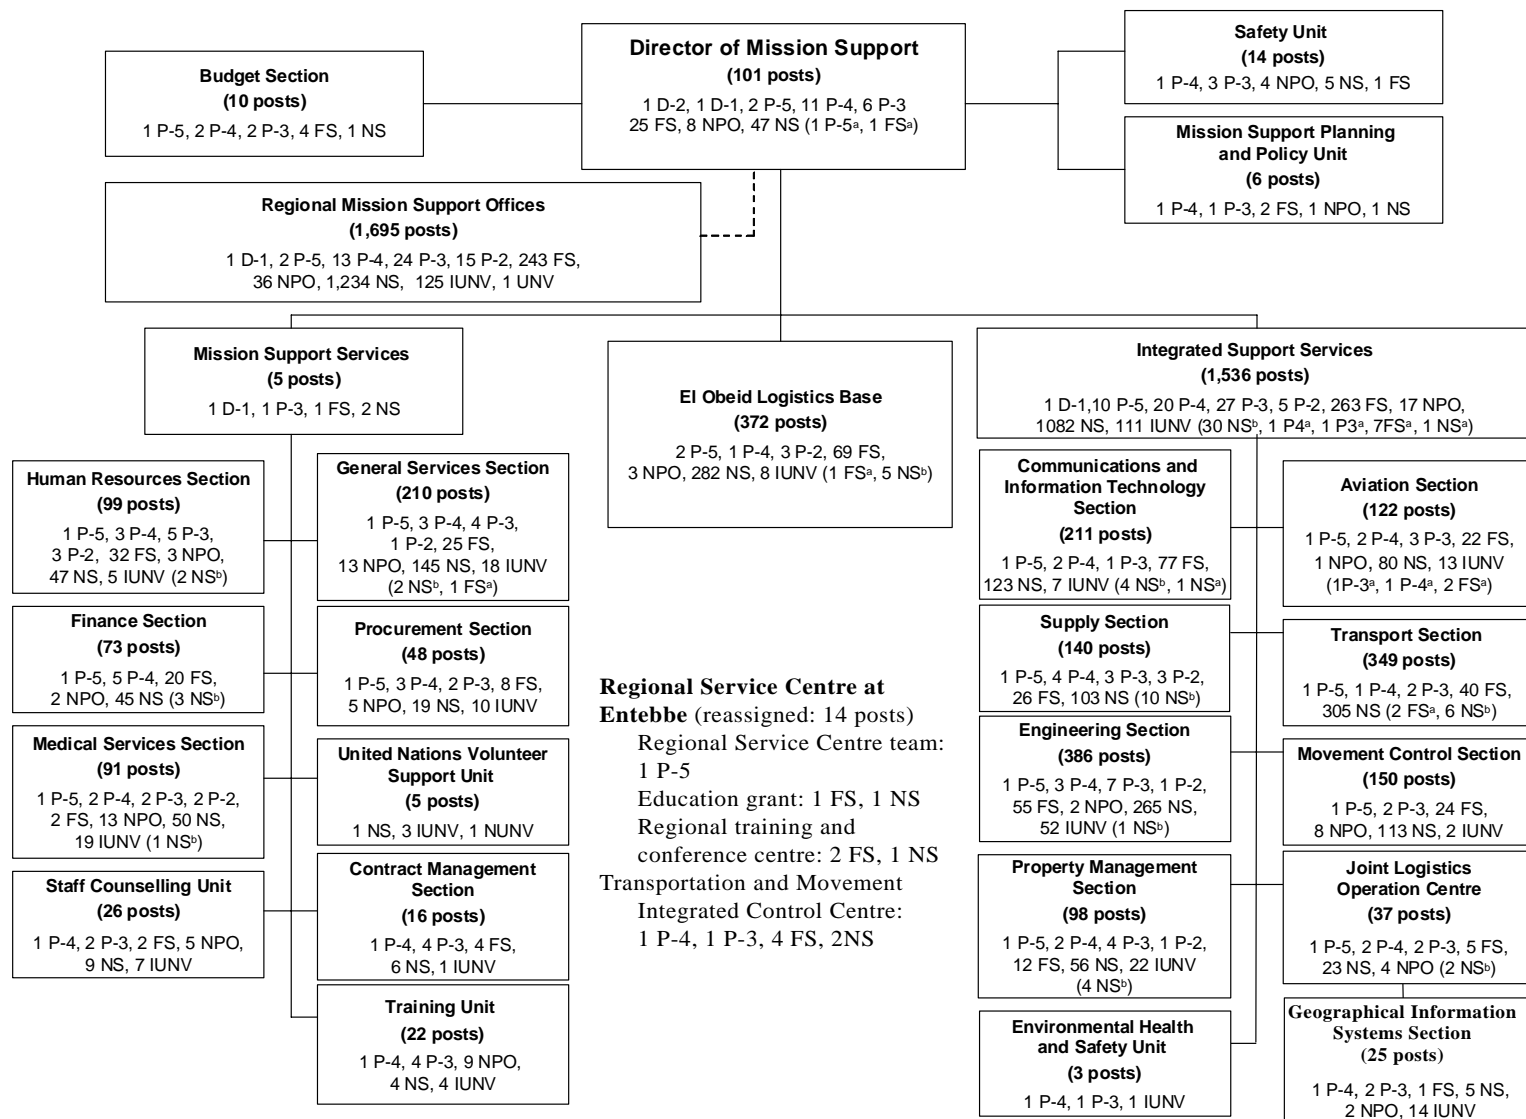 Director of Mission Support
(101 posts)
1 D-2, 1 D-1, 2 P-5, 11 P-4, 6 P-3
25 FS, 8 NPO, 47 NS (1 P-5ᵃ, 1 FSᵃ)
Budget Section
(10 posts)
1 P-5, 2 P-4, 2 P-3, 4 FS, 1 NS
Safety Unit
(14 posts)
1 P-4, 3 P-3, 4 NPO, 5 NS, 1 FS
Mission Support Planning
and Policy Unit
(6 posts)
1 P-4, 1 P-3, 2 FS, 1 NPO, 1 NS
Regional Mission Support Offices
(1,695 posts)
1 D-1, 2 P-5, 13 P-4, 24 P-3, 15 P-2, 243 FS,
36 NPO, 1,234 NS, 125 IUNV, 1 UNV
Mission Support Services
(5 posts)
1 D-1, 1 P-3, 1 FS, 2 NS
El Obeid Logistics Base
(372 posts)
2 P-5, 1 P-4, 3 P-2, 69 FS,
3 NPO, 282 NS, 8 IUNV (1 FSᵃ, 5 NSᵇ)
Integrated Support Services
(1,536 posts)
1 D-1,10 P-5, 20 P-4, 27 P-3, 5 P-2, 263 FS, 17 NPO,
1082 NS, 111 IUNV (30 NSᵇ, 1 P4ᵃ, 1 P3ᵃ, 7FSᵃ, 1 NSᵃ)
Human Resources Section
(99 posts)
1 P-5, 3 P-4, 5 P-3,
3 P-2, 32 FS, 3 NPO,
47 NS, 5 IUNV (2 NSᵇ)
General Services Section
(210 posts)
1 P-5, 3 P-4, 4 P-3,
1 P-2, 25 FS,
13 NPO, 145 NS, 18 IUNV
(2 NSᵇ, 1 FSᵃ)
Finance Section
(73 posts)
1 P-5, 5 P-4, 20 FS,
2 NPO, 45 NS (3 NSᵇ)
Procurement Section
(48 posts)
1 P-5, 3 P-4, 2 P-3, 8 FS,
5 NPO, 19 NS, 10 IUNV
Medical Services Section
(91 posts)
1 P-5, 2 P-4, 2 P-3, 2 P-2,
2 FS, 13 NPO, 50 NS,
19 IUNV (1 NSᵇ)
United Nations Volunteer
Support Unit
(5 posts)
1 NS, 3 IUNV, 1 NUNV
Staff Counselling Unit
(26 posts)
1 P-4, 2 P-3, 2 FS, 5 NPO,
9 NS, 7 IUNV
Contract Management
Section
(16 posts)
1 P-4, 4 P-3, 4 FS,
6 NS, 1 IUNV
Training Unit
(22 posts)
1 P-4, 4 P-3, 9 NPO,
4 NS, 4 IUNV
Regional Service Centre at
Entebbe (reassigned: 14 posts)
Regional Service Centre team:
1 P-5
Education grant: 1 FS, 1 NS
Regional training and
conference centre: 2 FS, 1 NS
Transportation and Movement
Integrated Control Centre:
1 P-4, 1 P-3, 4 FS, 2NS
Communications and
Information Technology
Section
(211 posts)
1 P-5, 2 P-4, 1 P-3, 77 FS,
123 NS, 7 IUNV (4 NSᵇ, 1 NSᵃ)
Aviation Section
(122 posts)
1 P-5, 2 P-4, 3 P-3, 22 FS,
1 NPO, 80 NS, 13 IUNV
(1P-3ᵃ, 1 P-4ᵃ, 2 FSᵃ)
Supply Section
(140 posts)
1 P-5, 4 P-4, 3 P-3, 3 P-2,
26 FS, 103 NS (10 NSᵇ)
Transport Section
(349 posts)
1 P-5, 1 P-4, 2 P-3, 40 FS,
305 NS (2 FSᵃ, 6 NSᵇ)
Engineering Section
(386 posts)
1 P-5, 3 P-4, 7 P-3, 1 P-2,
55 FS, 2 NPO, 265 NS,
52 IUNV (1 NSᵇ)
Movement Control Section
(150 posts)
1 P-5, 2 P-3, 24 FS,
8 NPO, 113 NS, 2 IUNV
Property Management
Section
(98 posts)
1 P-5, 2 P-4, 4 P-3, 1 P-2,
12 FS, 56 NS, 22 IUNV
(4 NSᵇ)
Joint Logistics
Operation Centre
(37 posts)
1 P-5, 2 P-4, 2 P-3, 5 FS,
23 NS, 4 NPO (2 NSᵇ)
Environmental Health
and Safety Unit
(3 posts)
1 P-4, 1 P-3, 1 IUNV
Geographical Information
Systems Section
(25 posts)
1 P-4, 2 P-3, 1 FS, 5 NS,
2 NPO, 14 IUNV